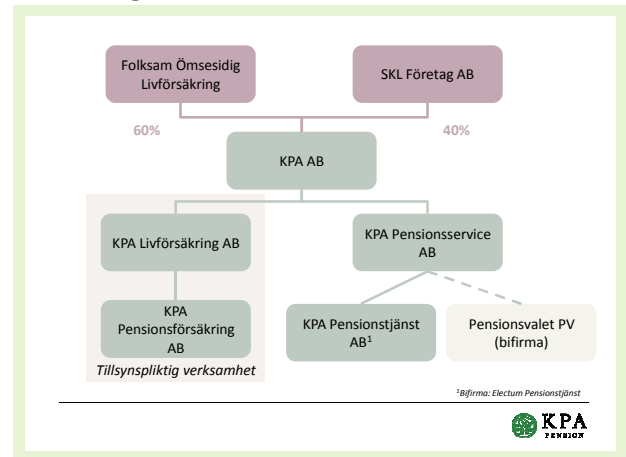 Folksam Ömsesidig
Livförsäkring
SKL Företag AB
60%
40%
KPA AB
KPA Livförsäkring AB
KPA Pensionsservice
AB
KPA
Pensionsförsäkring
AB
KPA Pensionstjänst
AB¹
Pensionsvalet PV
(bifirma)
Tillsynspliktig verksamhet
¹Bifirma: Electum Pensionstjänst
KPA
PENSION